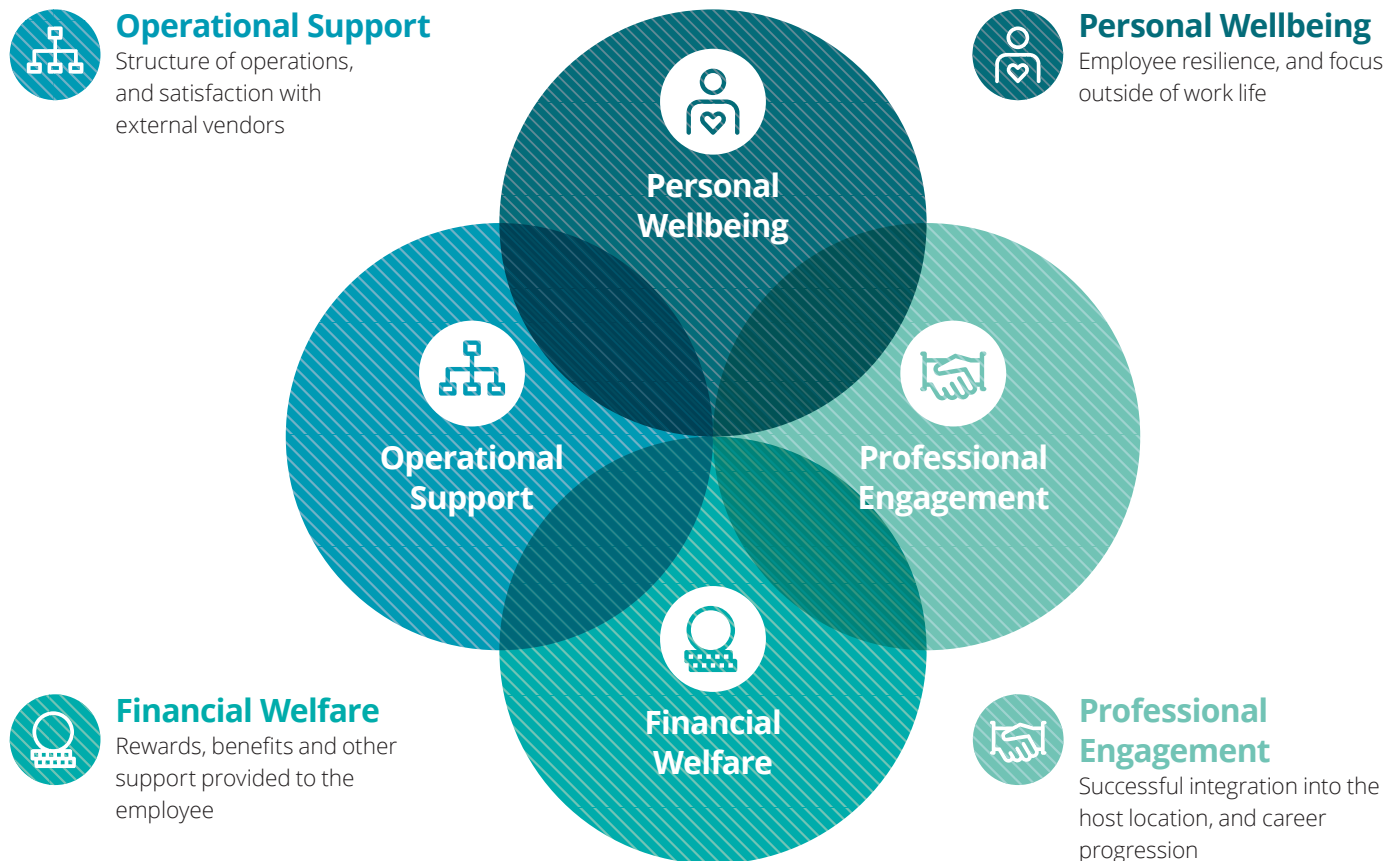 Operational Support
Structure of operations,
and satisfaction with
external vendors
Personal Wellbeing
Employee resilience, and focus
outside of work life
Personal
Wellbeing
Operational
Support
Professional
Engagement
Financial
Welfare
Financial Welfare
Rewards, benefits and other
support provided to the
employee
Professional
Engagement
Successful integration into the
host location, and career
progression